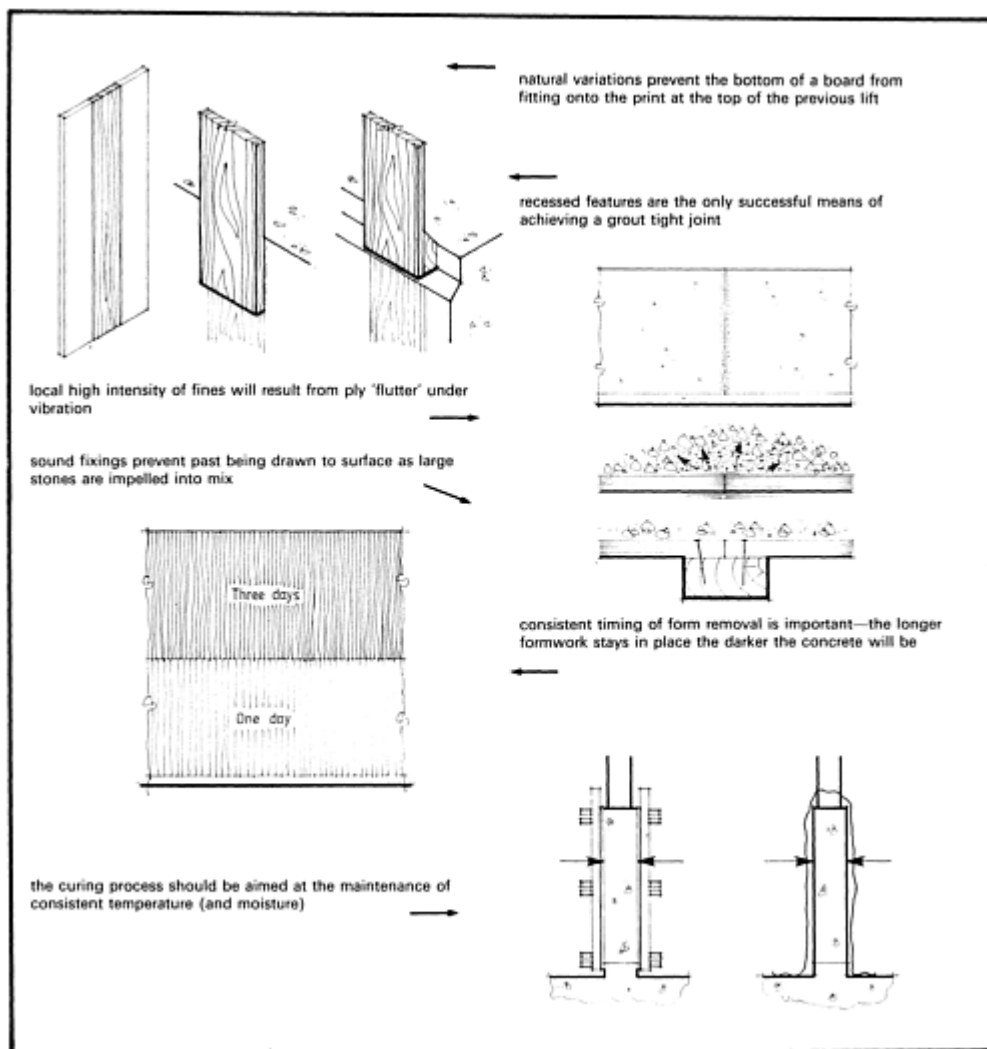 natural variations prevent the bottom of a board from
fitting onto the print at the top of the previous lift
recessed features are the only successful means of
achieving a grout tight joint
local high intensity of fines will result from ply 'flutter' under
vibration
sound fixings prevent past being drawn to surface as large
stones are impelled into mix
Three days
One day
consistent timing of form removal is important—the longer
formwork stays in place the darker the concrete will be
the curing process should be aimed at the maintenance of
consistent temperature (and moisture)